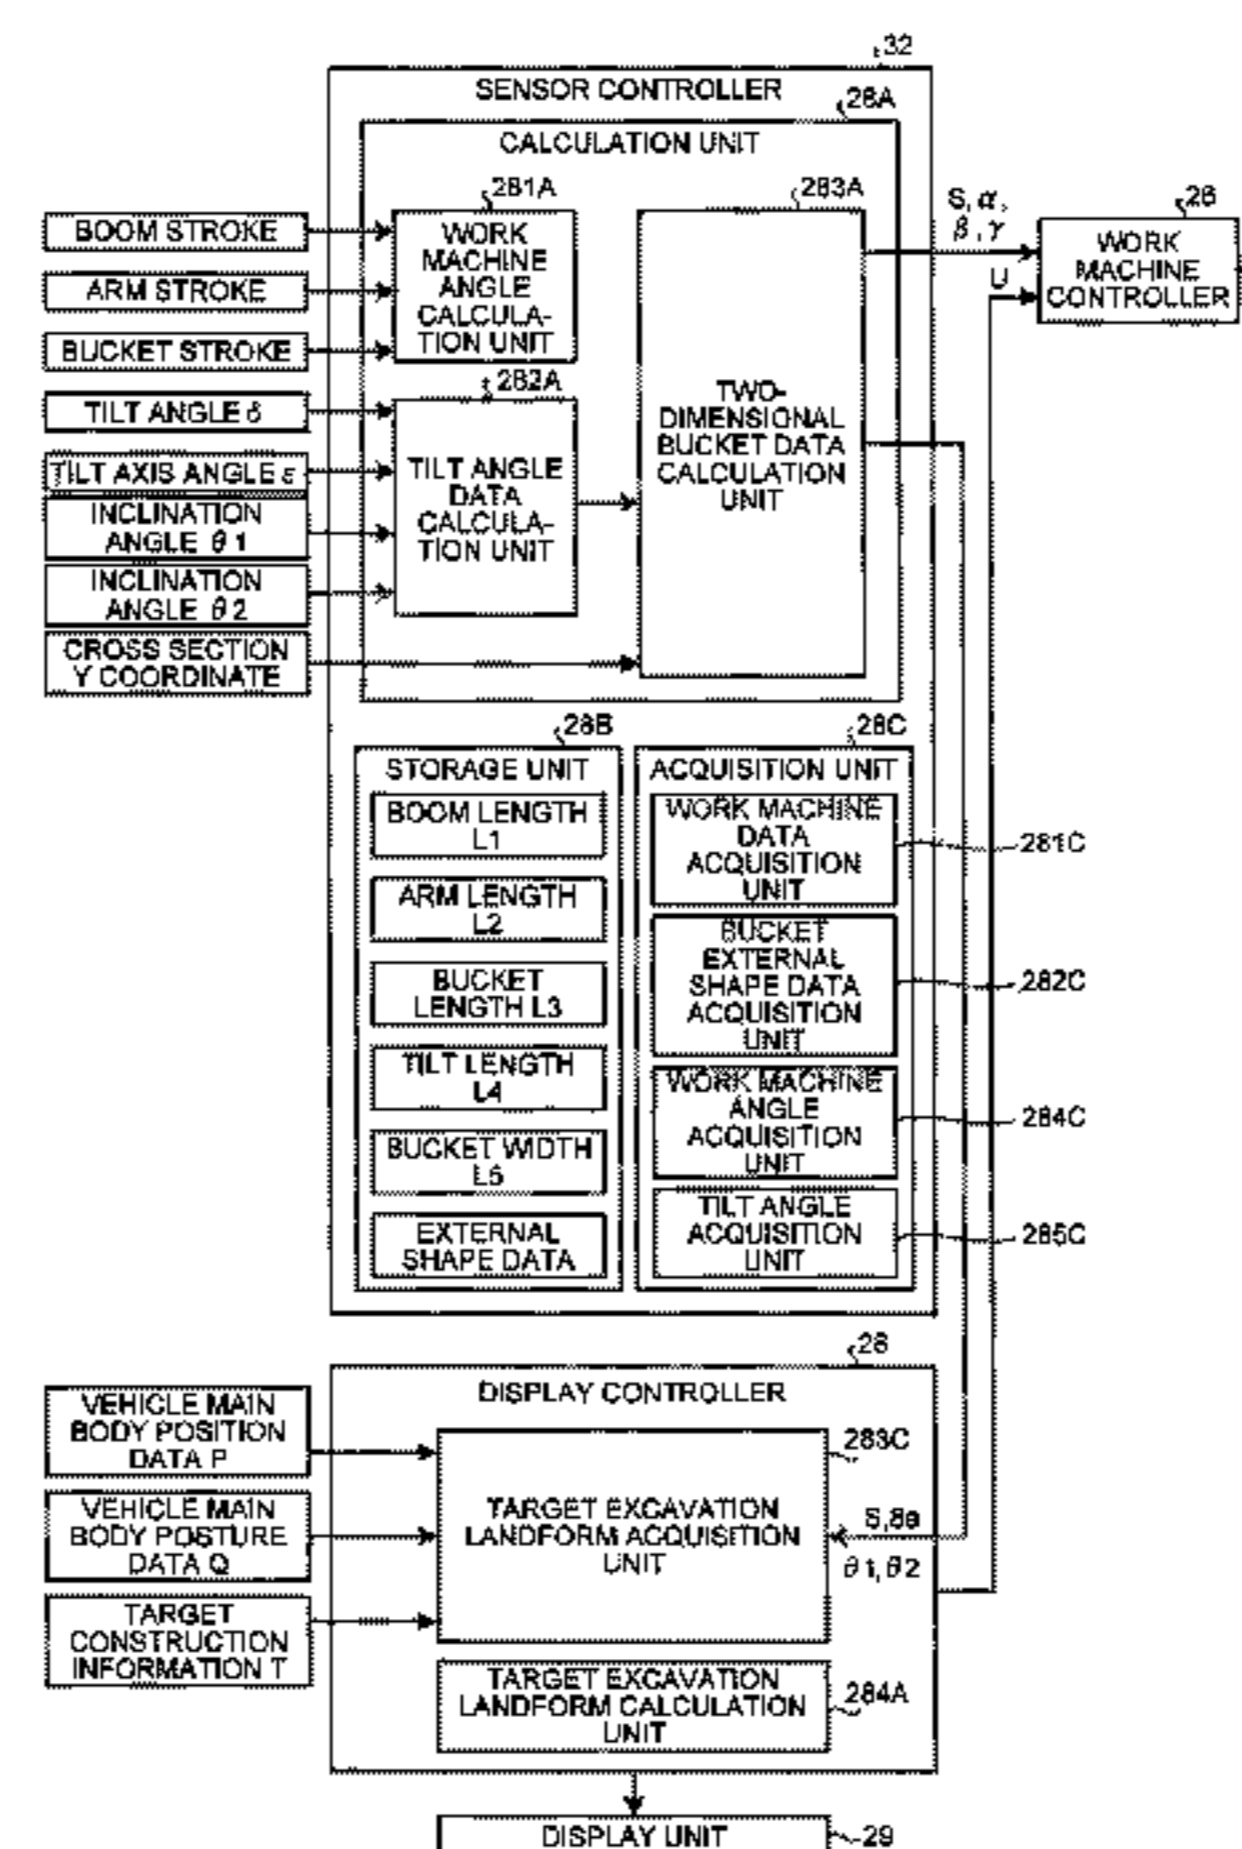 32
SENSOR CONTROLLER
28A
CALCULATION UNIT
281A
283A
BOOM STROKE
ARM STROKE
BUCKET STROKE
TILT ANGLE δ
TILT AXIS ANGLE ε
INCLINATION
ANGLE θ1
INCLINATION
ANGLE θ2
CROSS SECTION
Y COORDINATE
WORK
MACHINE
ANGLE
CALCULA-
TION UNIT
282A
TILT ANGLE
DATA
CALCULA-
TION UNIT
TWO-
DIMENSIONAL
BUCKET DATA
CALCULATION
UNIT
S, α,
β, γ
U
26
WORK
MACHINE
CONTROLLER
28B
STORAGE UNIT
BOOM LENGTH
L1
ARM LENGTH
L2
BUCKET
LENGTH L3
TILT LENGTH
L4
BUCKET WIDTH
L5
EXTERNAL
SHAPE DATA
28C
ACQUISITION UNIT
WORK MACHINE
DATA
ACQUISITION
UNIT
281C
BUCKET
EXTERNAL
SHAPE DATA
ACQUISITION
UNIT
282C
WORK MACHINE
ANGLE
ACQUISITION
UNIT
284C
TILT ANGLE
ACQUISITION
UNIT
285C
28
DISPLAY CONTROLLER
VEHICLE MAIN
BODY POSITION
DATA P
VEHICLE MAIN
BODY POSTURE
DATA Q
TARGET
CONSTRUCTION
INFORMATION T
283C
TARGET EXCAVATION
LANDFORM ACQUISITION
UNIT
S,8a
θ1,θ2
TARGET EXCAVATION
LANDFORM CALCULATION
UNIT
284A
DISPLAY UNIT
29